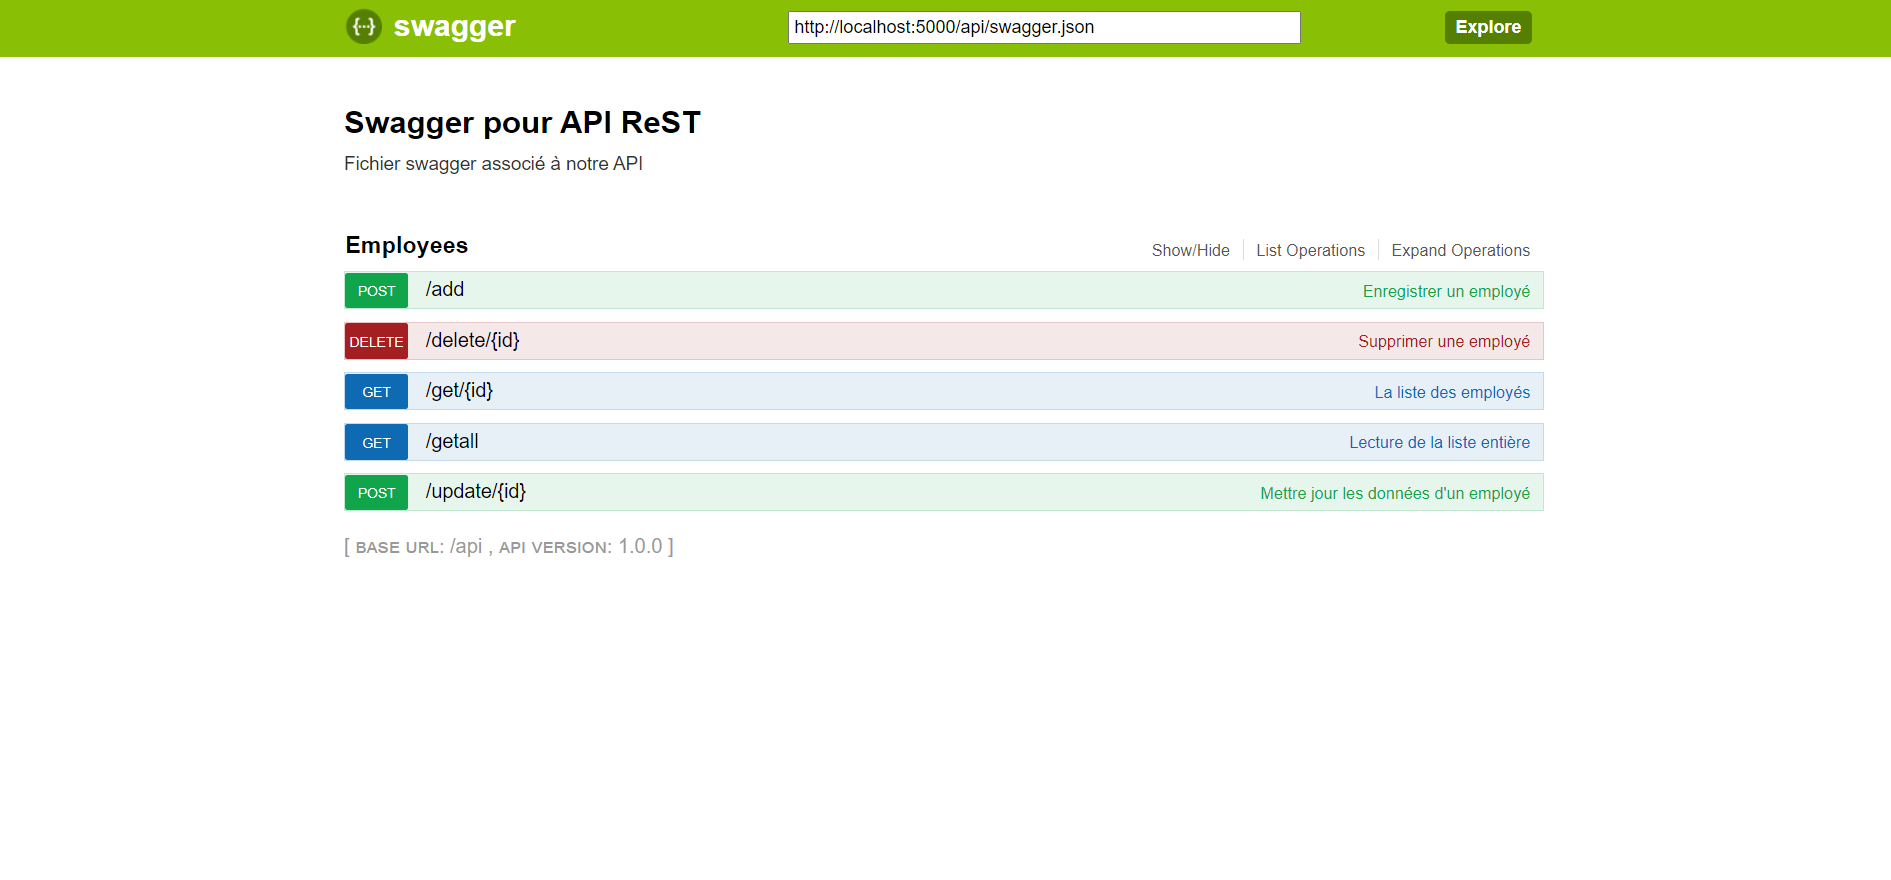 {···} swagger http://localhost:5000/api/swagger.json Explore
Swagger pour API ReST
Fichier swagger associé à notre API
Employees Show/Hide List Operations Expand Operations
POST /add Enregistrer un employé
DELETE /delete/{id} Supprimer une employé
GET /get/{id} La liste des employés
GET /getall Lecture de la liste entière
POST /update/{id} Mettre jour les données d'un employé
[ BASE URL: /api , API VERSION: 1.0.0 ]